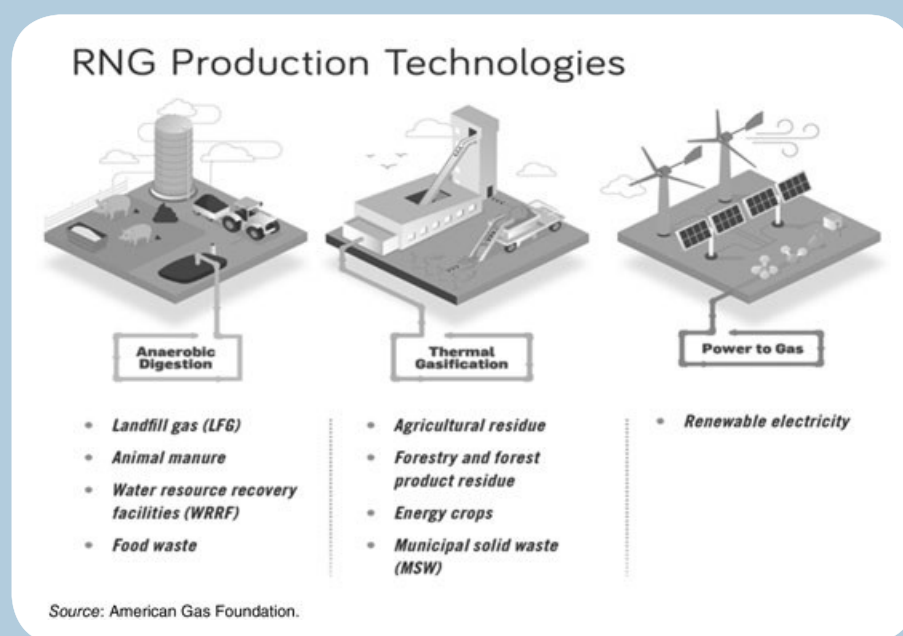 RNG Production Technologies
Anaerobic
Digestion
Thermal
Gasification
Power to Gas
• Landfill gas (LFG)
• Animal manure
• Water resource recovery
facilities (WRRF)
• Food waste
• Agricultural residue
• Forestry and forest
product residue
• Energy crops
• Municipal solid waste
(MSW)
• Renewable electricity
Source: American Gas Foundation.